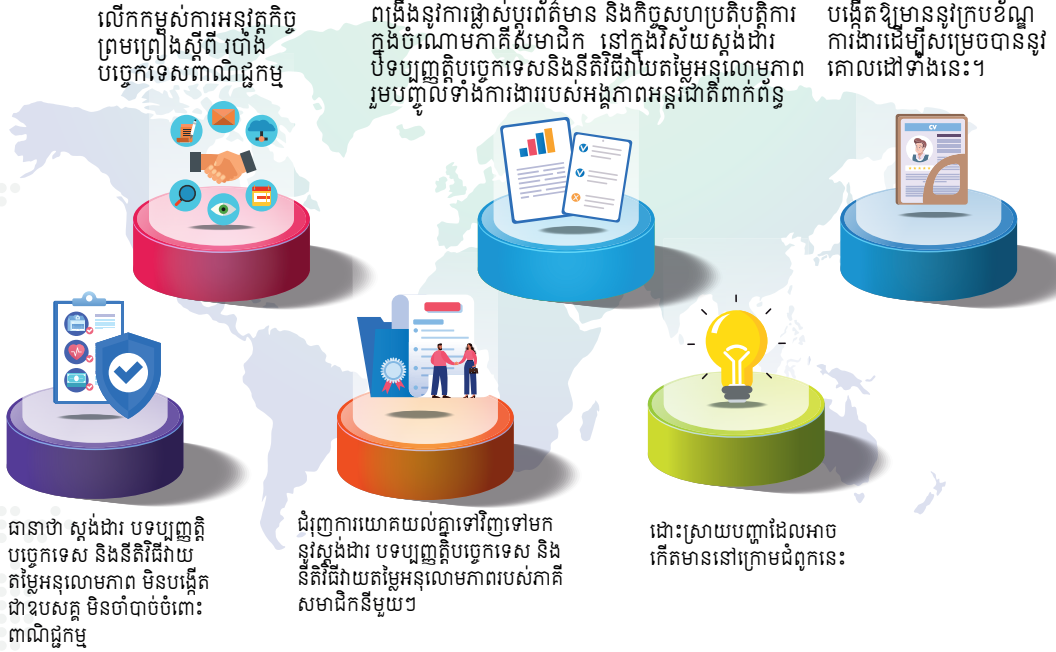 លើកកម្ពស់ការអនុវត្តកិច្ច
ព្រមព្រៀងស្តីពី របាំង
បច្ចេកទេសពាណិជ្ជកម្ម
ពង្រឹងនូវការផ្លាស់ប្តូរព័ត៌មាន និងកិច្ចសហប្រតិបត្តិការ
ក្នុងចំណោមភាគីសមាជិក នៅក្នុងវិស័យស្តង់ដារ
បទប្បញ្ញត្តិបច្ចេកទេសនិងនីតិវិធីវាយតម្លៃអនុលោមភាព
រួមបញ្ចូលទាំងការងាររបស់អង្គភាពអន្តរជាតិពាក់ព័ន្ធ
បង្កើតឱ្យមាននូវក្របខ័ណ្ឌ
ការងារដើម្បីសម្រេចបាននូវ
គោលដៅទាំងនេះ។
CV
ធានាថា ស្តង់ដារ បទប្បញ្ញត្តិ
បច្ចេកទេស និងនីតិវិធីវាយ
តម្លៃអនុលោមភាព មិនបង្កើត
ជាឧបសគ្គ មិនចាំបាច់ចំពោះ
ពាណិជ្ជកម្ម
ជំរុញការយោគយល់គ្នាទៅវិញទៅមក
នូវស្តង់ដារ បទប្បញ្ញត្តិបច្ចេកទេស និង
នីតិវិធីវាយតម្លៃអនុលោមភាពរបស់ភាគី
សមាជិកនីមួយៗ
ដោះស្រាយបញ្ហាដែលអាច
កើតមាននៅក្រោមជំពូកនេះ